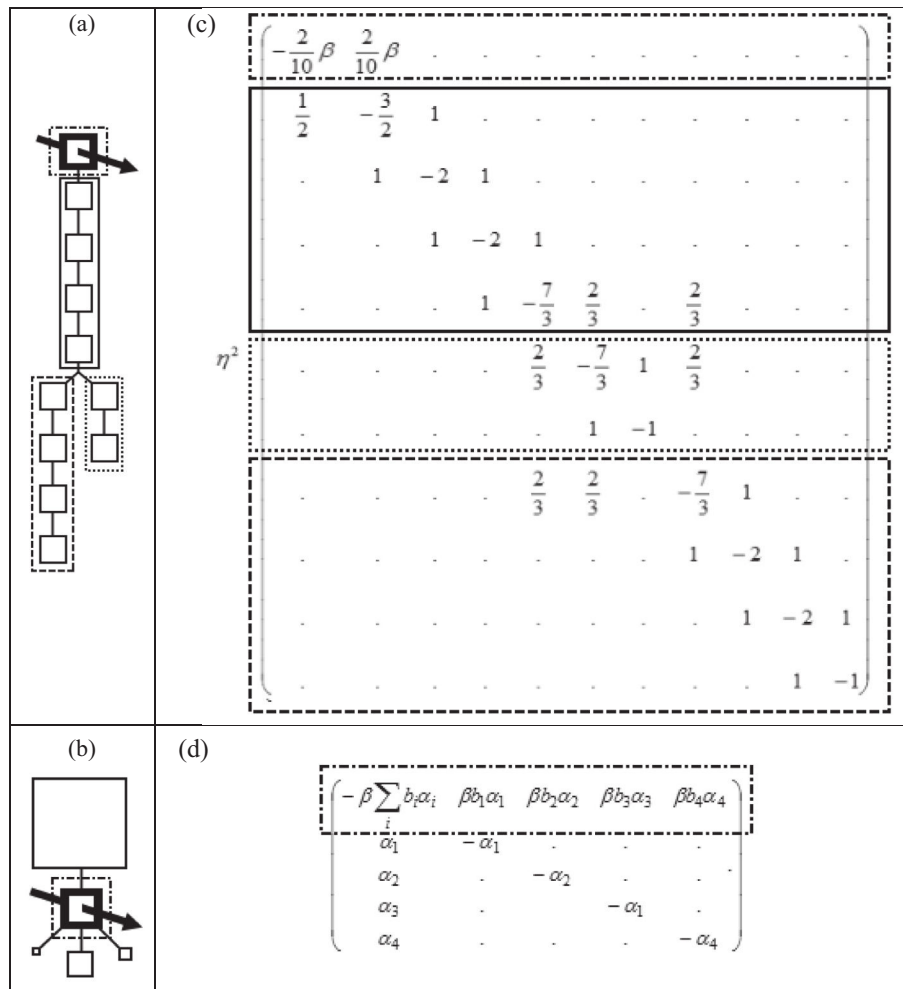 (a)
(c)
-2/10 β 2/10 β . . . . . . . . .
1/2 -3/2 1 . . . . . . . .
. 1 -2 1 . . . . . . .
. . 1 -2 1 . . . . . .
. . . 1 -7/3 2/3 . 2/3 . . .
η²
. . . . 2/3 -7/3 1 2/3 . . .
. . . . . 1 -1 . . . .
. . . . 2/3 2/3 . -7/3 1 . .
. . . . . . . 1 -2 1 .
. . . . . . . . 1 -2 1
. . . . . . . . . 1 -1
(b)
(d)
-β∑ᵢ bᵢαᵢ βb₁α₁ βb₂α₂ βb₃α₃ βb₄α₄
α₁ -α₁ . . .
α₂ . -α₂ . .
α₃ . . -α₁ .
α₄ . . . -α₄